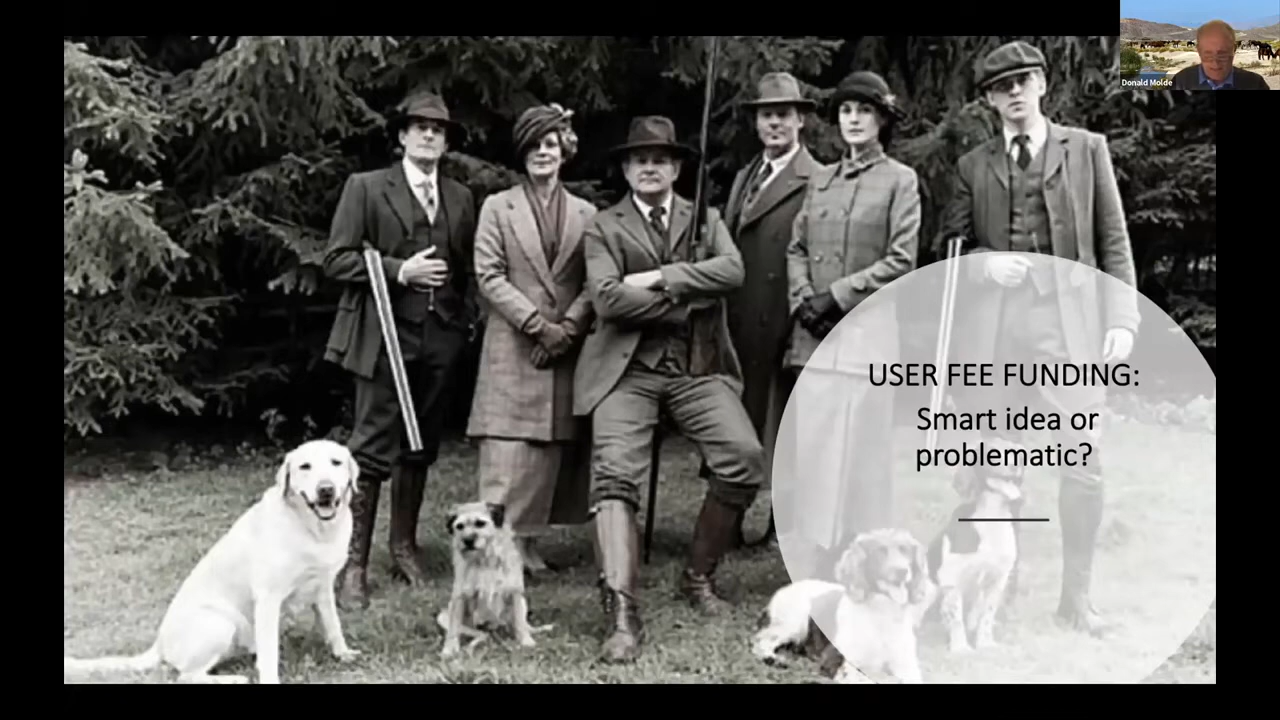 Donald Molde
USER FEE FUNDING:
Smart idea or
problematic?